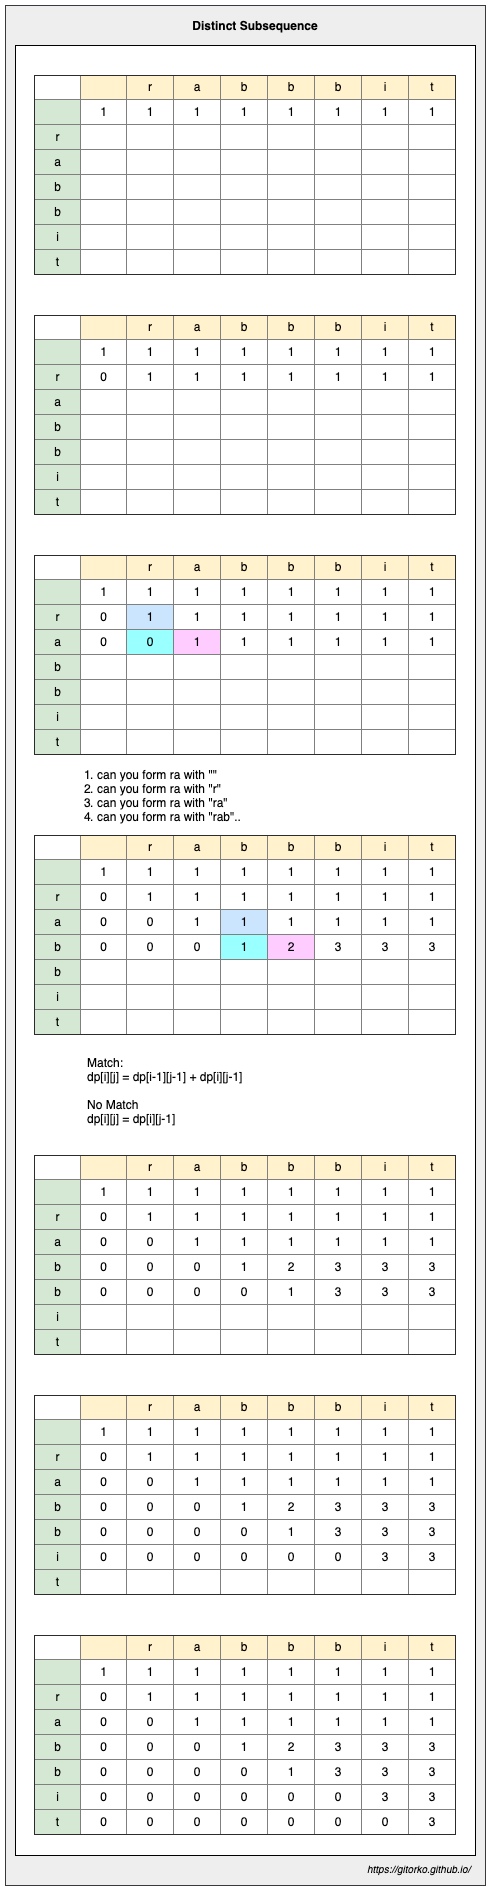 Distinct Subsequence
r a b b b i t
1 1 1 1 1 1 1 1
r
a
b
b
i
t
r a b b b i t
1 1 1 1 1 1 1 1
r 0 1 1 1 1 1 1 1
a
b
b
i
t
r a b b b i t
1 1 1 1 1 1 1 1
r 0 1 1 1 1 1 1 1
a 0 0 1 1 1 1 1 1
b
b
i
t
1. can you form ra with ""
2. can you form ra with "r"
3. can you form ra with "ra"
4. can you form ra with "rab"..
r a b b b i t
1 1 1 1 1 1 1 1
r 0 1 1 1 1 1 1 1
a 0 0 1 1 1 1 1 1
b 0 0 0 1 2 3 3 3
b
i
t
Match:
dp[i][j] = dp[i-1][j-1] + dp[i][j-1]
No Match
dp[i][j] = dp[i][j-1]
r a b b b i t
1 1 1 1 1 1 1 1
r 0 1 1 1 1 1 1 1
a 0 0 1 1 1 1 1 1
b 0 0 0 1 2 3 3 3
b 0 0 0 0 1 3 3 3
i
t
r a b b b i t
1 1 1 1 1 1 1 1
r 0 1 1 1 1 1 1 1
a 0 0 1 1 1 1 1 1
b 0 0 0 1 2 3 3 3
b 0 0 0 0 1 3 3 3
i 0 0 0 0 0 0 3 3
t
r a b b b i t
1 1 1 1 1 1 1 1
r 0 1 1 1 1 1 1 1
a 0 0 1 1 1 1 1 1
b 0 0 0 1 2 3 3 3
b 0 0 0 0 1 3 3 3
i 0 0 0 0 0 0 3 3
t 0 0 0 0 0 0 0 3
https://gitorko.github.io/